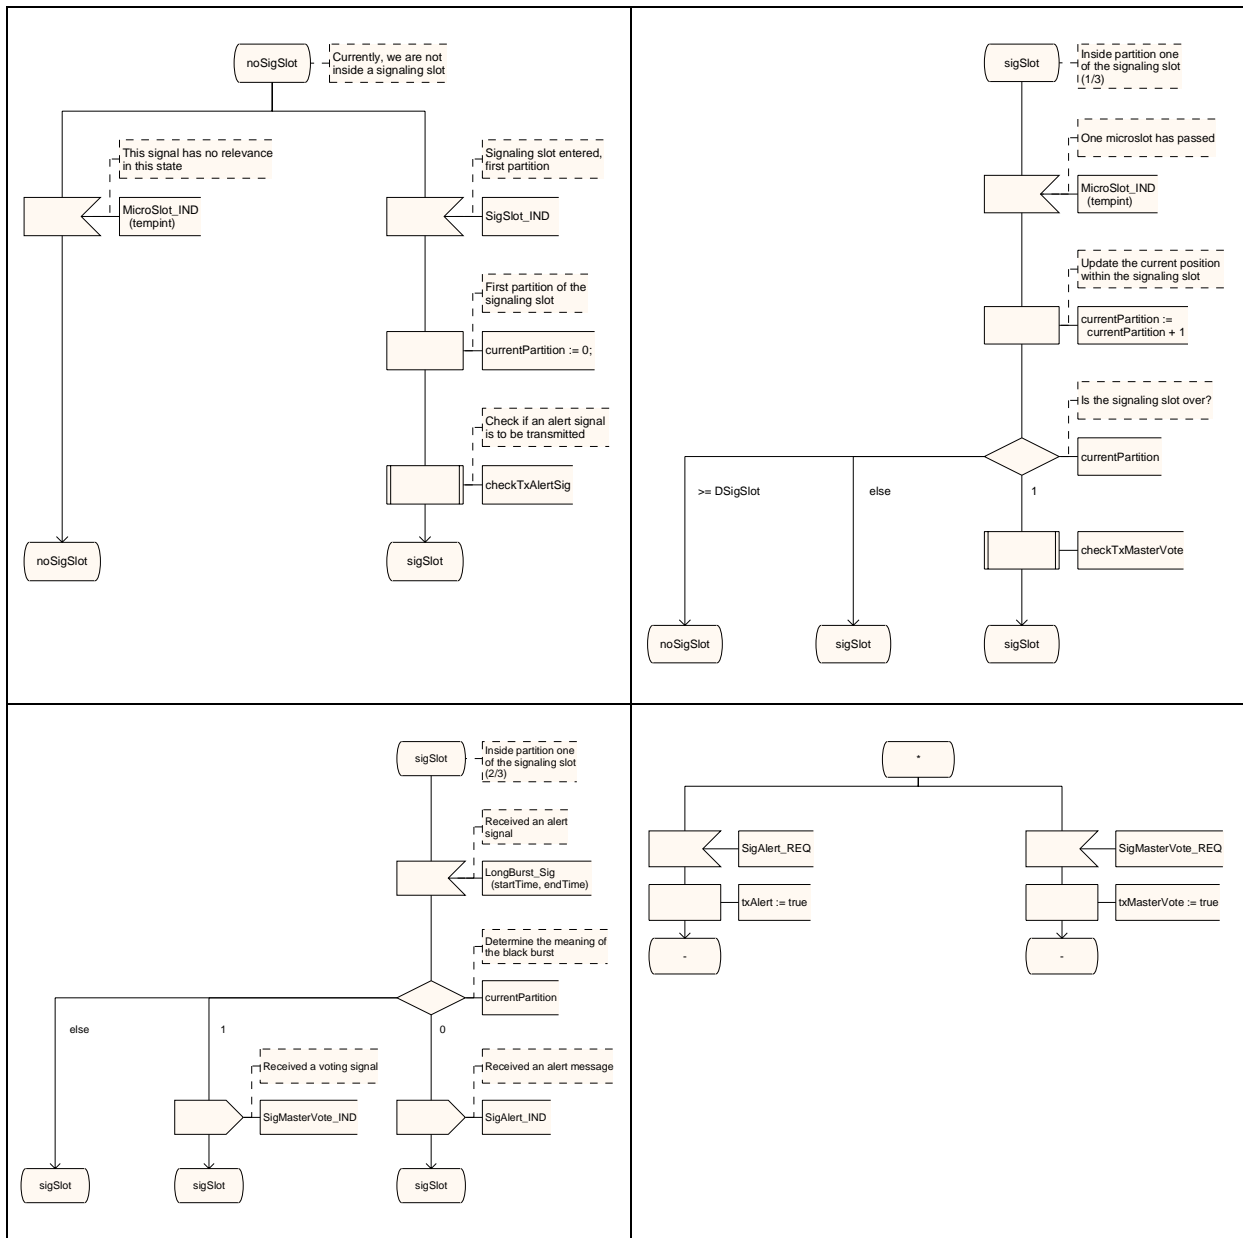 noSigSlot
Currently, we are not
inside a signaling slot
This signal has no relevance
in this state
MicroSlot_IND
(tempint)
Signaling slot entered,
first partition
SigSlot_IND
First partition of the
signaling slot
currentPartition := 0;
Check if an alert signal
is to be transmitted
checkTxAlertSig
noSigSlot
sigSlot
sigSlot
Inside partition one
of the signaling slot
(1/3)
One microslot has passed
MicroSlot_IND
(tempint)
Update the current position
within the signaling slot
currentPartition :=
currentPartition + 1
Is the signaling slot over?
currentPartition
>= DSigSlot
else
1
checkTxMasterVote
noSigSlot
sigSlot
sigSlot
sigSlot
Inside partition one
of the signaling slot
(2/3)
Received an alert
signal
LongBurst_Sig
(startTime, endTime)
Determine the meaning of
the black burst
currentPartition
else
1
0
Received a voting signal
Received an alert message
SigMasterVote_IND
SigAlert_IND
sigSlot
sigSlot
sigSlot
*
SigAlert_REQ
SigMasterVote_REQ
txAlert := true
txMasterVote := true
-
-